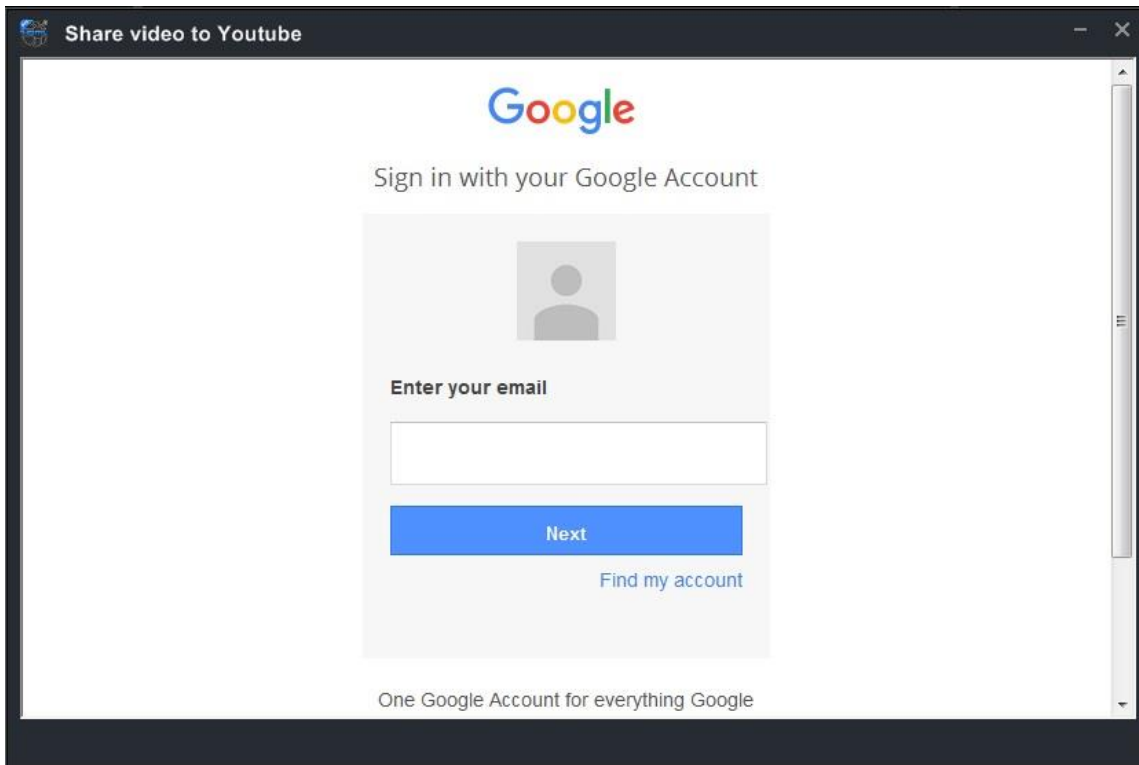 Share video to Youtube
Google
Sign in with your Google Account
Enter your email
Next
Find my account
One Google Account for everything Google